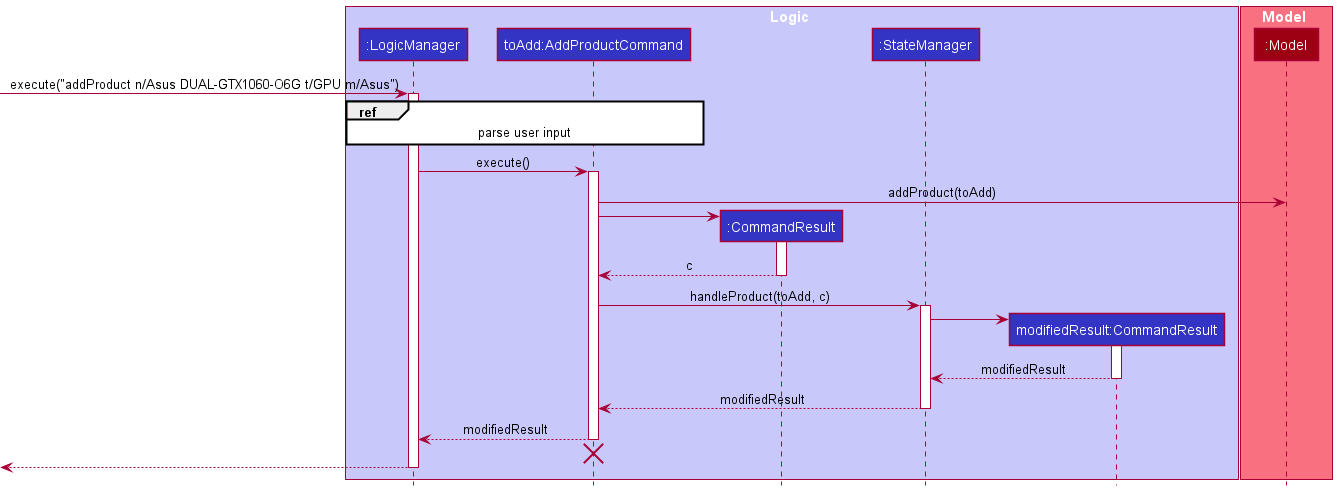 Logic
Model
:LogicManager
toAdd:AddProductCommand
:StateManager
:Model
execute("addProduct n/Asus DUAL-GTX1060-O6G t/GPU m/Asus")
ref
parse user input
execute()
addProduct(toAdd)
:CommandResult
c
handleProduct(toAdd, c)
modifiedResult:CommandResult
modifiedResult
modifiedResult
modifiedResult